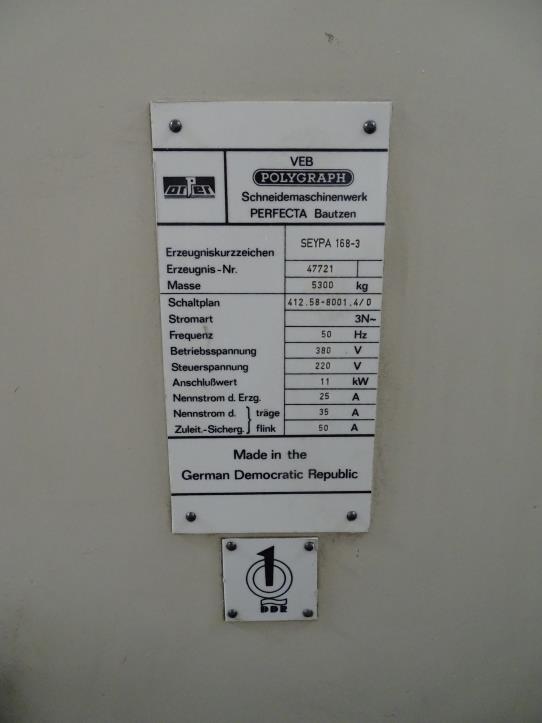 VEB
POLYGRAPH
Schneidemaschinenwerk
PERFECTA Bautzen
Erzeugniskurzzeichen SEYPA 168-3
Erzeugnis-Nr. 47721
Masse 5300 kg
Schaltplan 412.58-8001.4/0
Stromart 3N~
Frequenz 50 Hz
Betriebsspannung 380 V
Steuerspannung 220 V
Anschlußwert 11 kW
Nennstrom d. Erzg. 25 A
Nennstrom d. } träge 35 A
Zuleit.-Sicherg. } flink 50 A
Made in the
German Democratic Republic
1
Q
DDR